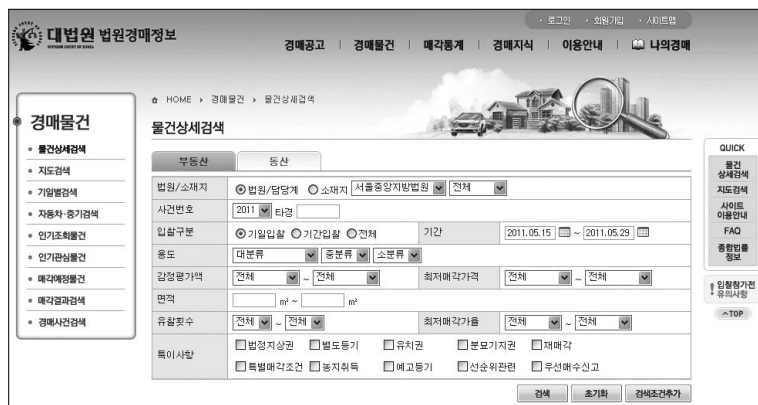 · 로그인 · 회원가입 · 사이트맵
대법원 법원경매정보
SUPREME COURT OF KOREA
경매공고 | 경매물건 | 매각통계 | 경매지식 | 이용안내 | 나의경매
HOME › 경매물건 › 물건상세검색
경매물건
물건상세검색
물건상세검색
지도검색
기일별검색
자동차·중기검색
인기조회물건
인기관심물건
매각예정물건
매각결과검색
경매사건검색
부동산 동산
법원/소재지 법원/담당계 소재지 서울중앙지방법원 전체
사건번호 2011 타경
입찰구분 기일입찰 기간입찰 전체 기간 2011.05.15 ~ 2011.05.29
용도 대분류 중분류 소분류
감정평가액 전체 ~ 전체 최저매각가격 전체 ~ 전체
면적 ㎡ ~ ㎡
유찰횟수 전체 ~ 전체 최저매각가율 전체 ~ 전체
특이사항 법정지상권 별도등기 유치권 분묘기지권 재매각
특별매각조건 농지취득 예고등기 선순위관련 우선매수신고
검색 초기화 검색조건추가
QUICK
물건
상세검색
지도검색
사이트
이용안내
FAQ
종합법률
정보
입찰참가전
유의사항
^TOP